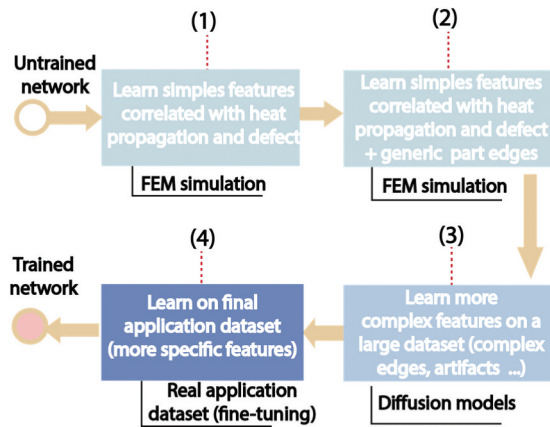 (1)
(2)
Untrained
network
Learn simples features
correlated with heat
propagation and defect
Learn simples features
correlated with heat
propagation and defect
+ generic part edges
FEM simulation
FEM simulation
(4)
(3)
Trained
network
Learn on final
application dataset
(more specific features)
Learn more
complex features on a
large dataset (complex
edges, artifacts ...)
Real application
dataset (fine-tuning)
Diffusion models